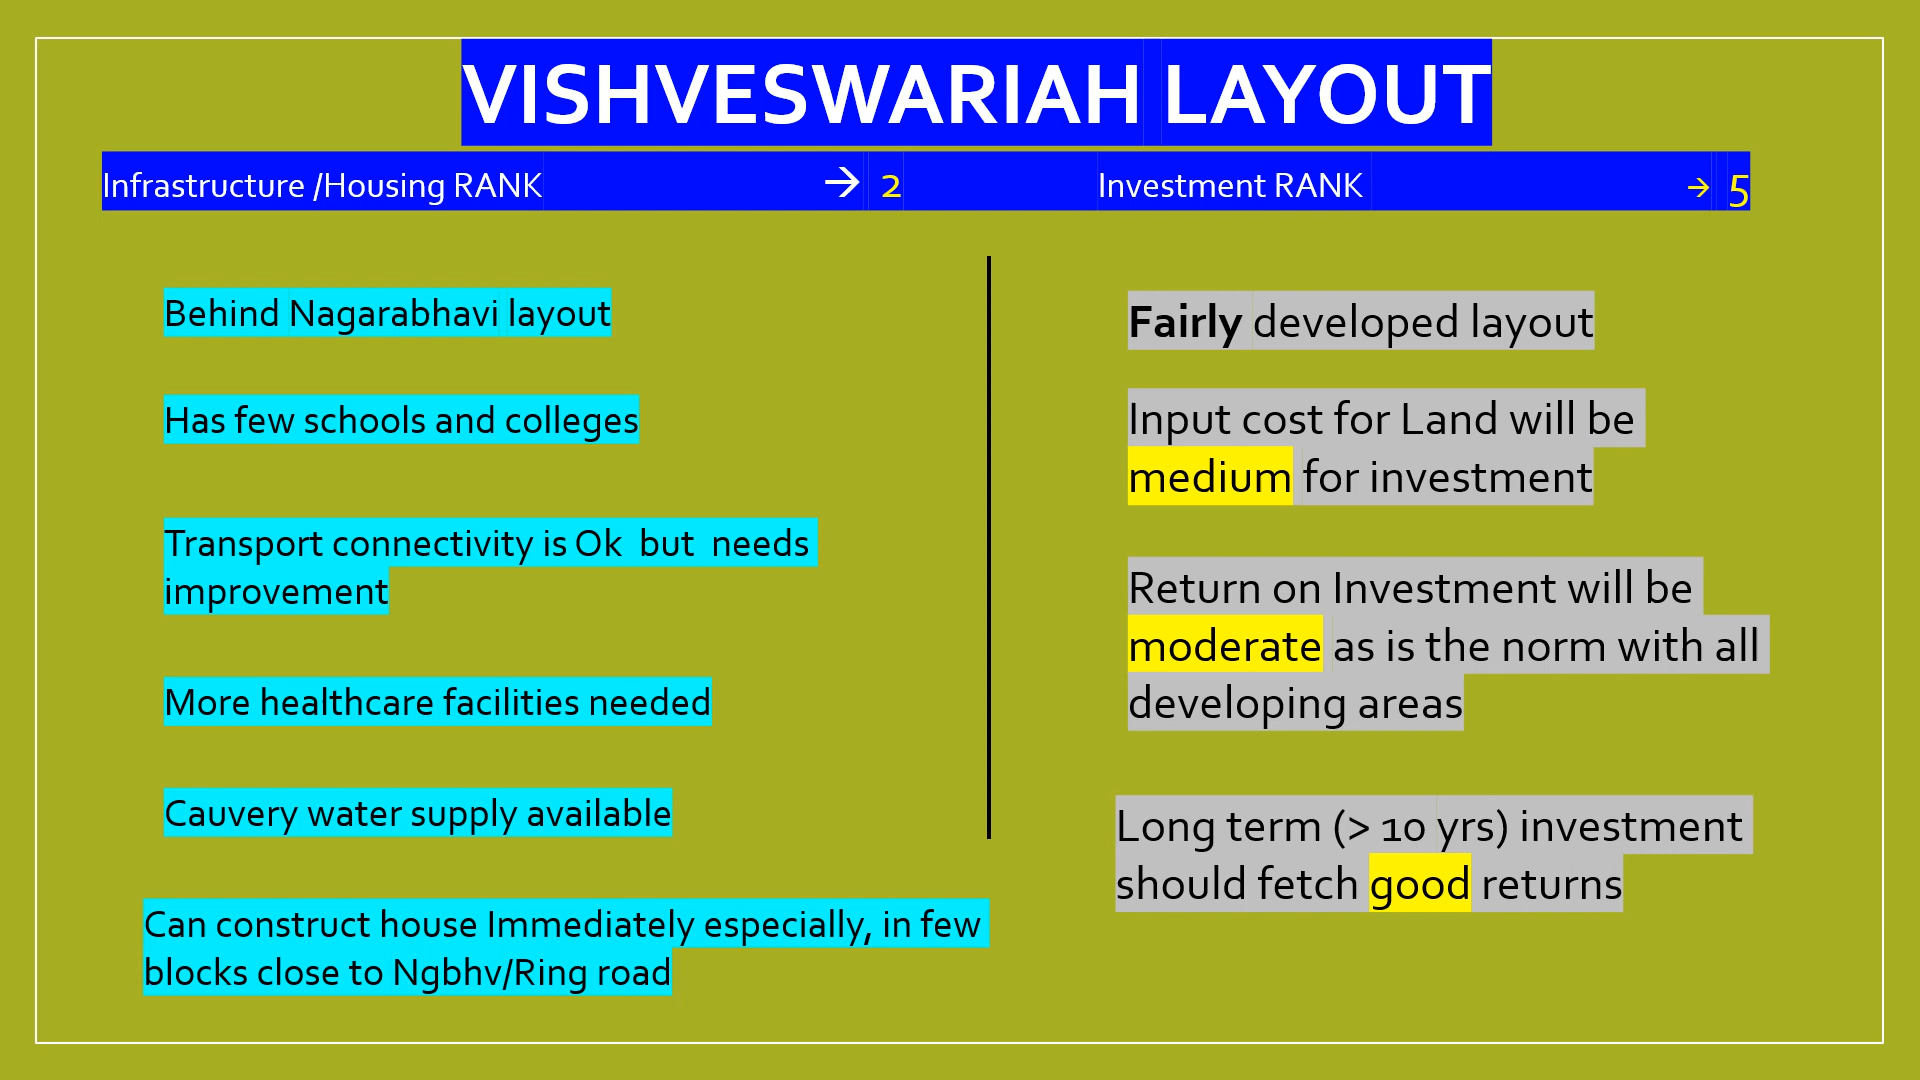 VISHVESWARIAH LAYOUT
Infrastructure /Housing RANK → 2 Investment RANK → 5
Behind Nagarabhavi layout
Has few schools and colleges
Transport connectivity is Ok but needs
improvement
More healthcare facilities needed
Cauvery water supply available
Can construct house Immediately especially, in few
blocks close to Ngbhv/Ring road
Fairly developed layout
Input cost for Land will be
medium for investment
Return on Investment will be
moderate as is the norm with all
developing areas
Long term (> 10 yrs) investment
should fetch good returns